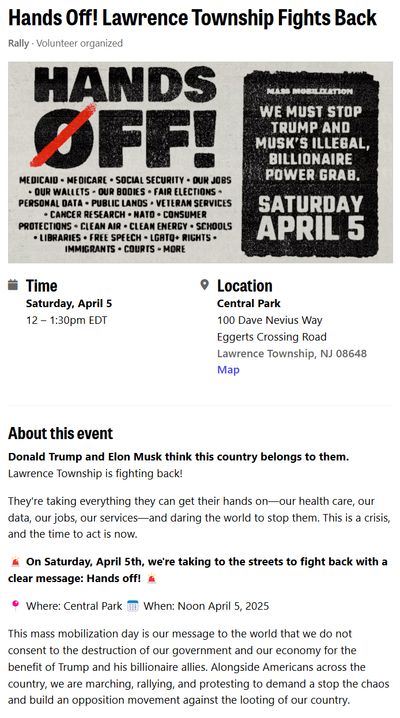 Hands Off! Lawrence Township Fights Back
Rally · Volunteer organized
HANDS
OFF!
MEDICAID • MEDICARE • SOCIAL SECURITY • OUR JOBS
• OUR WALLETS • OUR BODIES • FAIR ELECTIONS •
PERSONAL DATA • PUBLIC LANDS • VETERAN SERVICES
• CANCER RESEARCH • NATO • CONSUMER
PROTECTIONS • CLEAN AIR • CLEAN ENERGY • SCHOOLS
• LIBRARIES • FREE SPEECH • LGBTQ+ RIGHTS •
IMMIGRANTS • COURTS • MORE
MASS MOBILIZATION
WE MUST STOP
TRUMP AND
MUSK'S ILLEGAL,
BILLIONAIRE
POWER GRAB.
SATURDAY
APRIL 5
Time
Saturday, April 5
12 – 1:30pm EDT
Location
Central Park
100 Dave Nevius Way
Eggerts Crossing Road
Lawrence Township, NJ 08648
Map
About this event
Donald Trump and Elon Musk think this country belongs to them.
Lawrence Township is fighting back!
They're taking everything they can get their hands on—our health care, our
data, our jobs, our services—and daring the world to stop them. This is a crisis,
and the time to act is now.
🚨 On Saturday, April 5th, we're taking to the streets to fight back with a
clear message: Hands off! 🚨
📍 Where: Central Park 🗓️ When: Noon April 5, 2025
This mass mobilization day is our message to the world that we do not
consent to the destruction of our government and our economy for the
benefit of Trump and his billionaire allies. Alongside Americans across the
country, we are marching, rallying, and protesting to demand a stop the chaos
and build an opposition movement against the looting of our country.